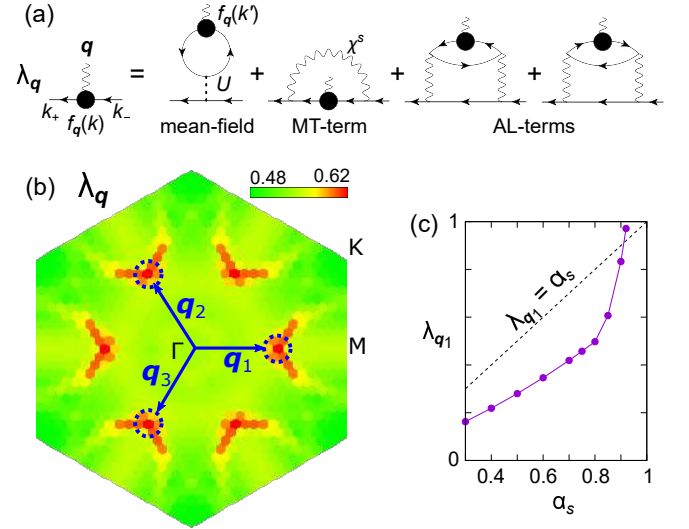 (a)
q
f_q(k')
χ^s
λ_q = + + +
U
k_+ f_q(k) k_-
mean-field MT-term AL-terms
(b) λ_q 0.48 0.62
K
q_2
Γ q_1 M
q_3
(c)
1
λ_q1 = α_s
λ_q1
0
0.4 0.6 0.8 1
α_s